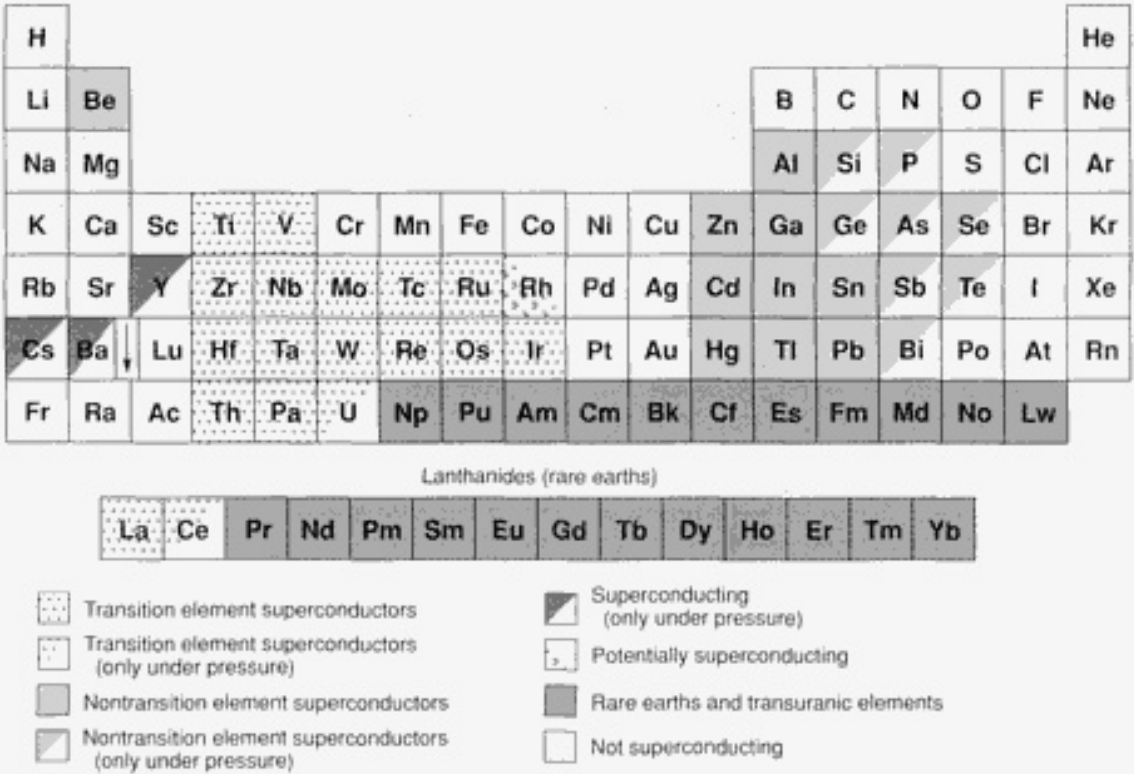 H He
Li Be B C N O F Ne
Na Mg Al Si P S Cl Ar
K Ca Sc Ti V Cr Mn Fe Co Ni Cu Zn Ga Ge As Se Br Kr
Rb Sr Y Zr Nb Mo Tc Ru Rh Pd Ag Cd In Sn Sb Te I Xe
Cs Ba Lu Hf Ta W Re Os Ir Pt Au Hg Tl Pb Bi Po At Rn
Fr Ra Ac Th Pa U Np Pu Am Cm Bk Cf Es Fm Md No Lw
Lanthanides (rare earths)
La Ce Pr Nd Pm Sm Eu Gd Tb Dy Ho Er Tm Yb
Transition element superconductors
Transition element superconductors
(only under pressure)
Nontransition element superconductors
Nontransition element superconductors
(only under pressure)
Superconducting
(only under pressure)
Potentially superconducting
Rare earths and transuranic elements
Not superconducting